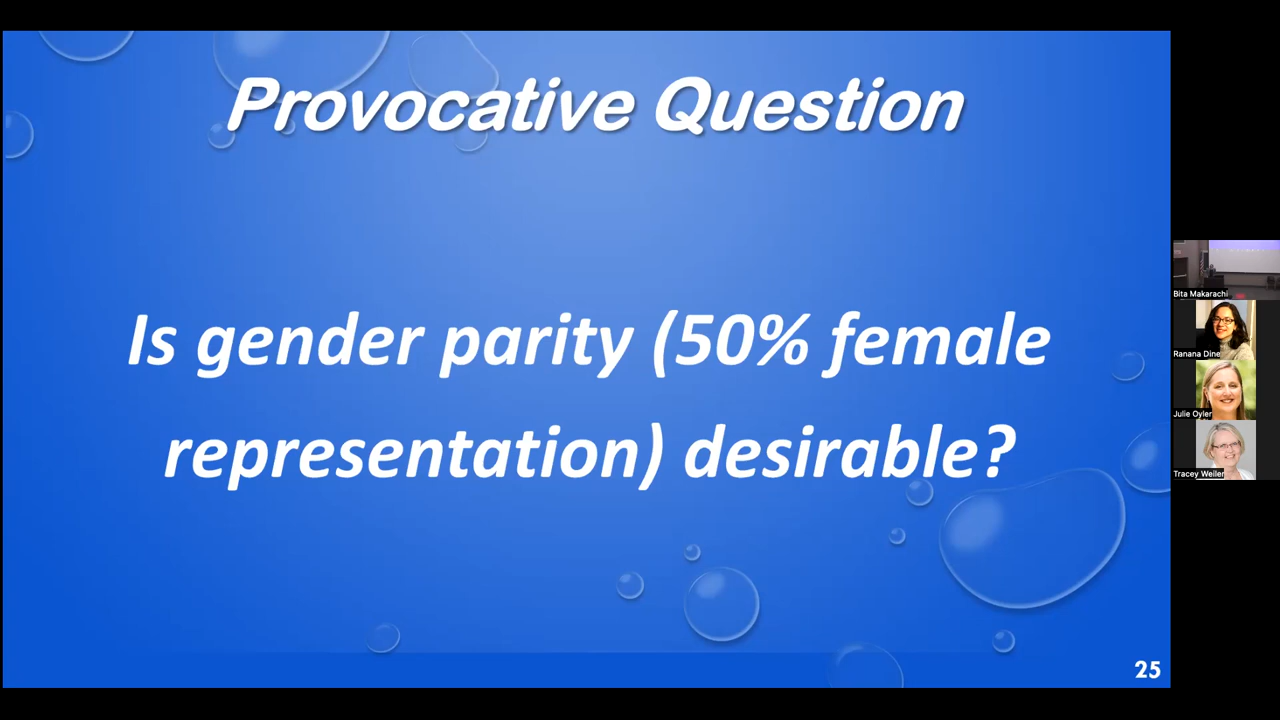 Provocative Question
Is gender parity (50% female
representation) desirable?
25
Bita Makarachi
Ranana Dine
Julie Oyler
Tracey Weiler